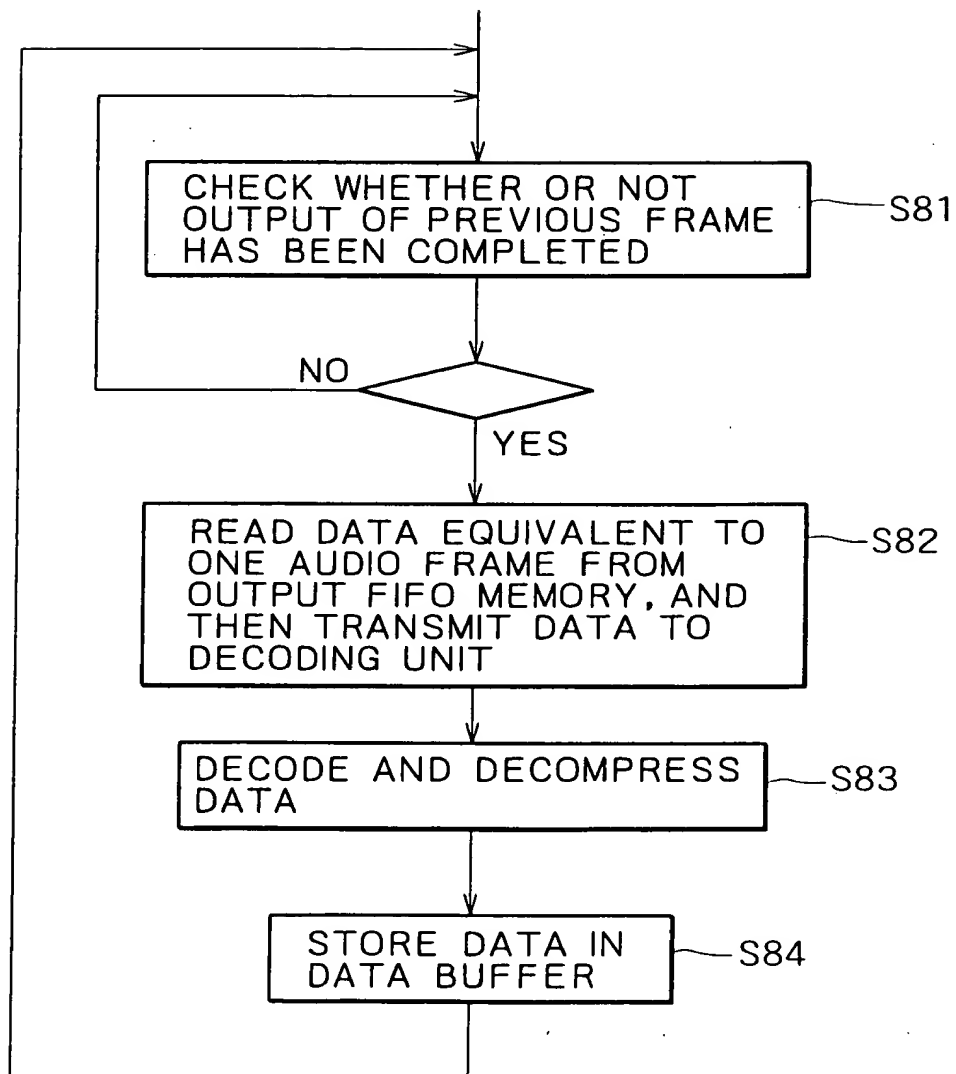 CHECK WHETHER OR NOT
OUTPUT OF PREVIOUS FRAME
HAS BEEN COMPLETED
S81
NO
YES
READ DATA EQUIVALENT TO
ONE AUDIO FRAME FROM
OUTPUT FIFO MEMORY, AND
THEN TRANSMIT DATA TO
DECODING UNIT
S82
DECODE AND DECOMPRESS
DATA
S83
STORE DATA IN
DATA BUFFER
S84